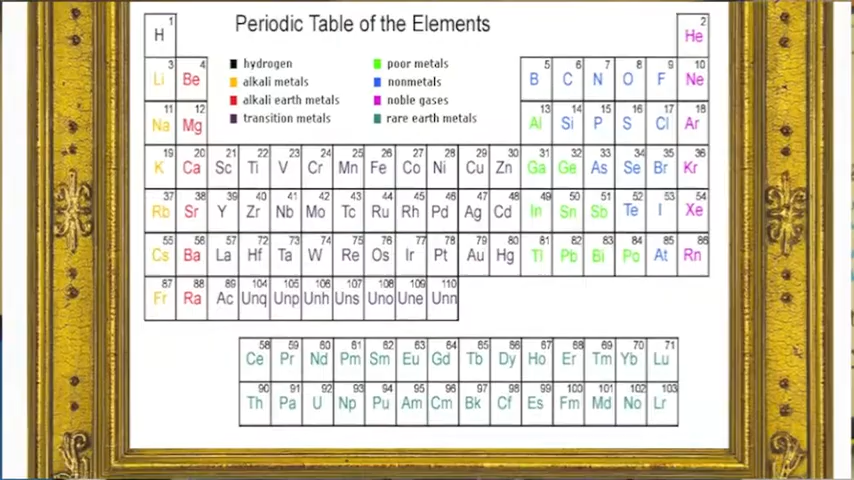 Periodic Table of the Elements
1 2
H He
hydrogen poor metals
alkali metals nonmetals
alkali earth metals noble gases
transition metals rare earth metals
3 4 5 6 7 8 9 10
Li Be B C N O F Ne
11 12 13 14 15 16 17 18
Na Mg Al Si P S Cl Ar
19 20 21 22 23 24 25 26 27 28 29 30 31 32 33 34 35 36
K Ca Sc Ti V Cr Mn Fe Co Ni Cu Zn Ga Ge As Se Br Kr
37 38 39 40 41 42 43 44 45 46 47 48 49 50 51 52 53 54
Rb Sr Y Zr Nb Mo Tc Ru Rh Pd Ag Cd In Sn Sb Te I Xe
55 56 57 72 73 74 75 76 77 78 79 80 81 82 83 84 85 86
Cs Ba La Hf Ta W Re Os Ir Pt Au Hg Tl Pb Bi Po At Rn
87 88 89 104 105 106 107 108 109 110
Fr Ra Ac Unq Unp Unh Uns Uno Une Unn
58 59 60 61 62 63 64 65 66 67 68 69 70 71
Ce Pr Nd Pm Sm Eu Gd Tb Dy Ho Er Tm Yb Lu
90 91 92 93 94 95 96 97 98 99 100 101 102 103
Th Pa U Np Pu Am Cm Bk Cf Es Fm Md No Lr